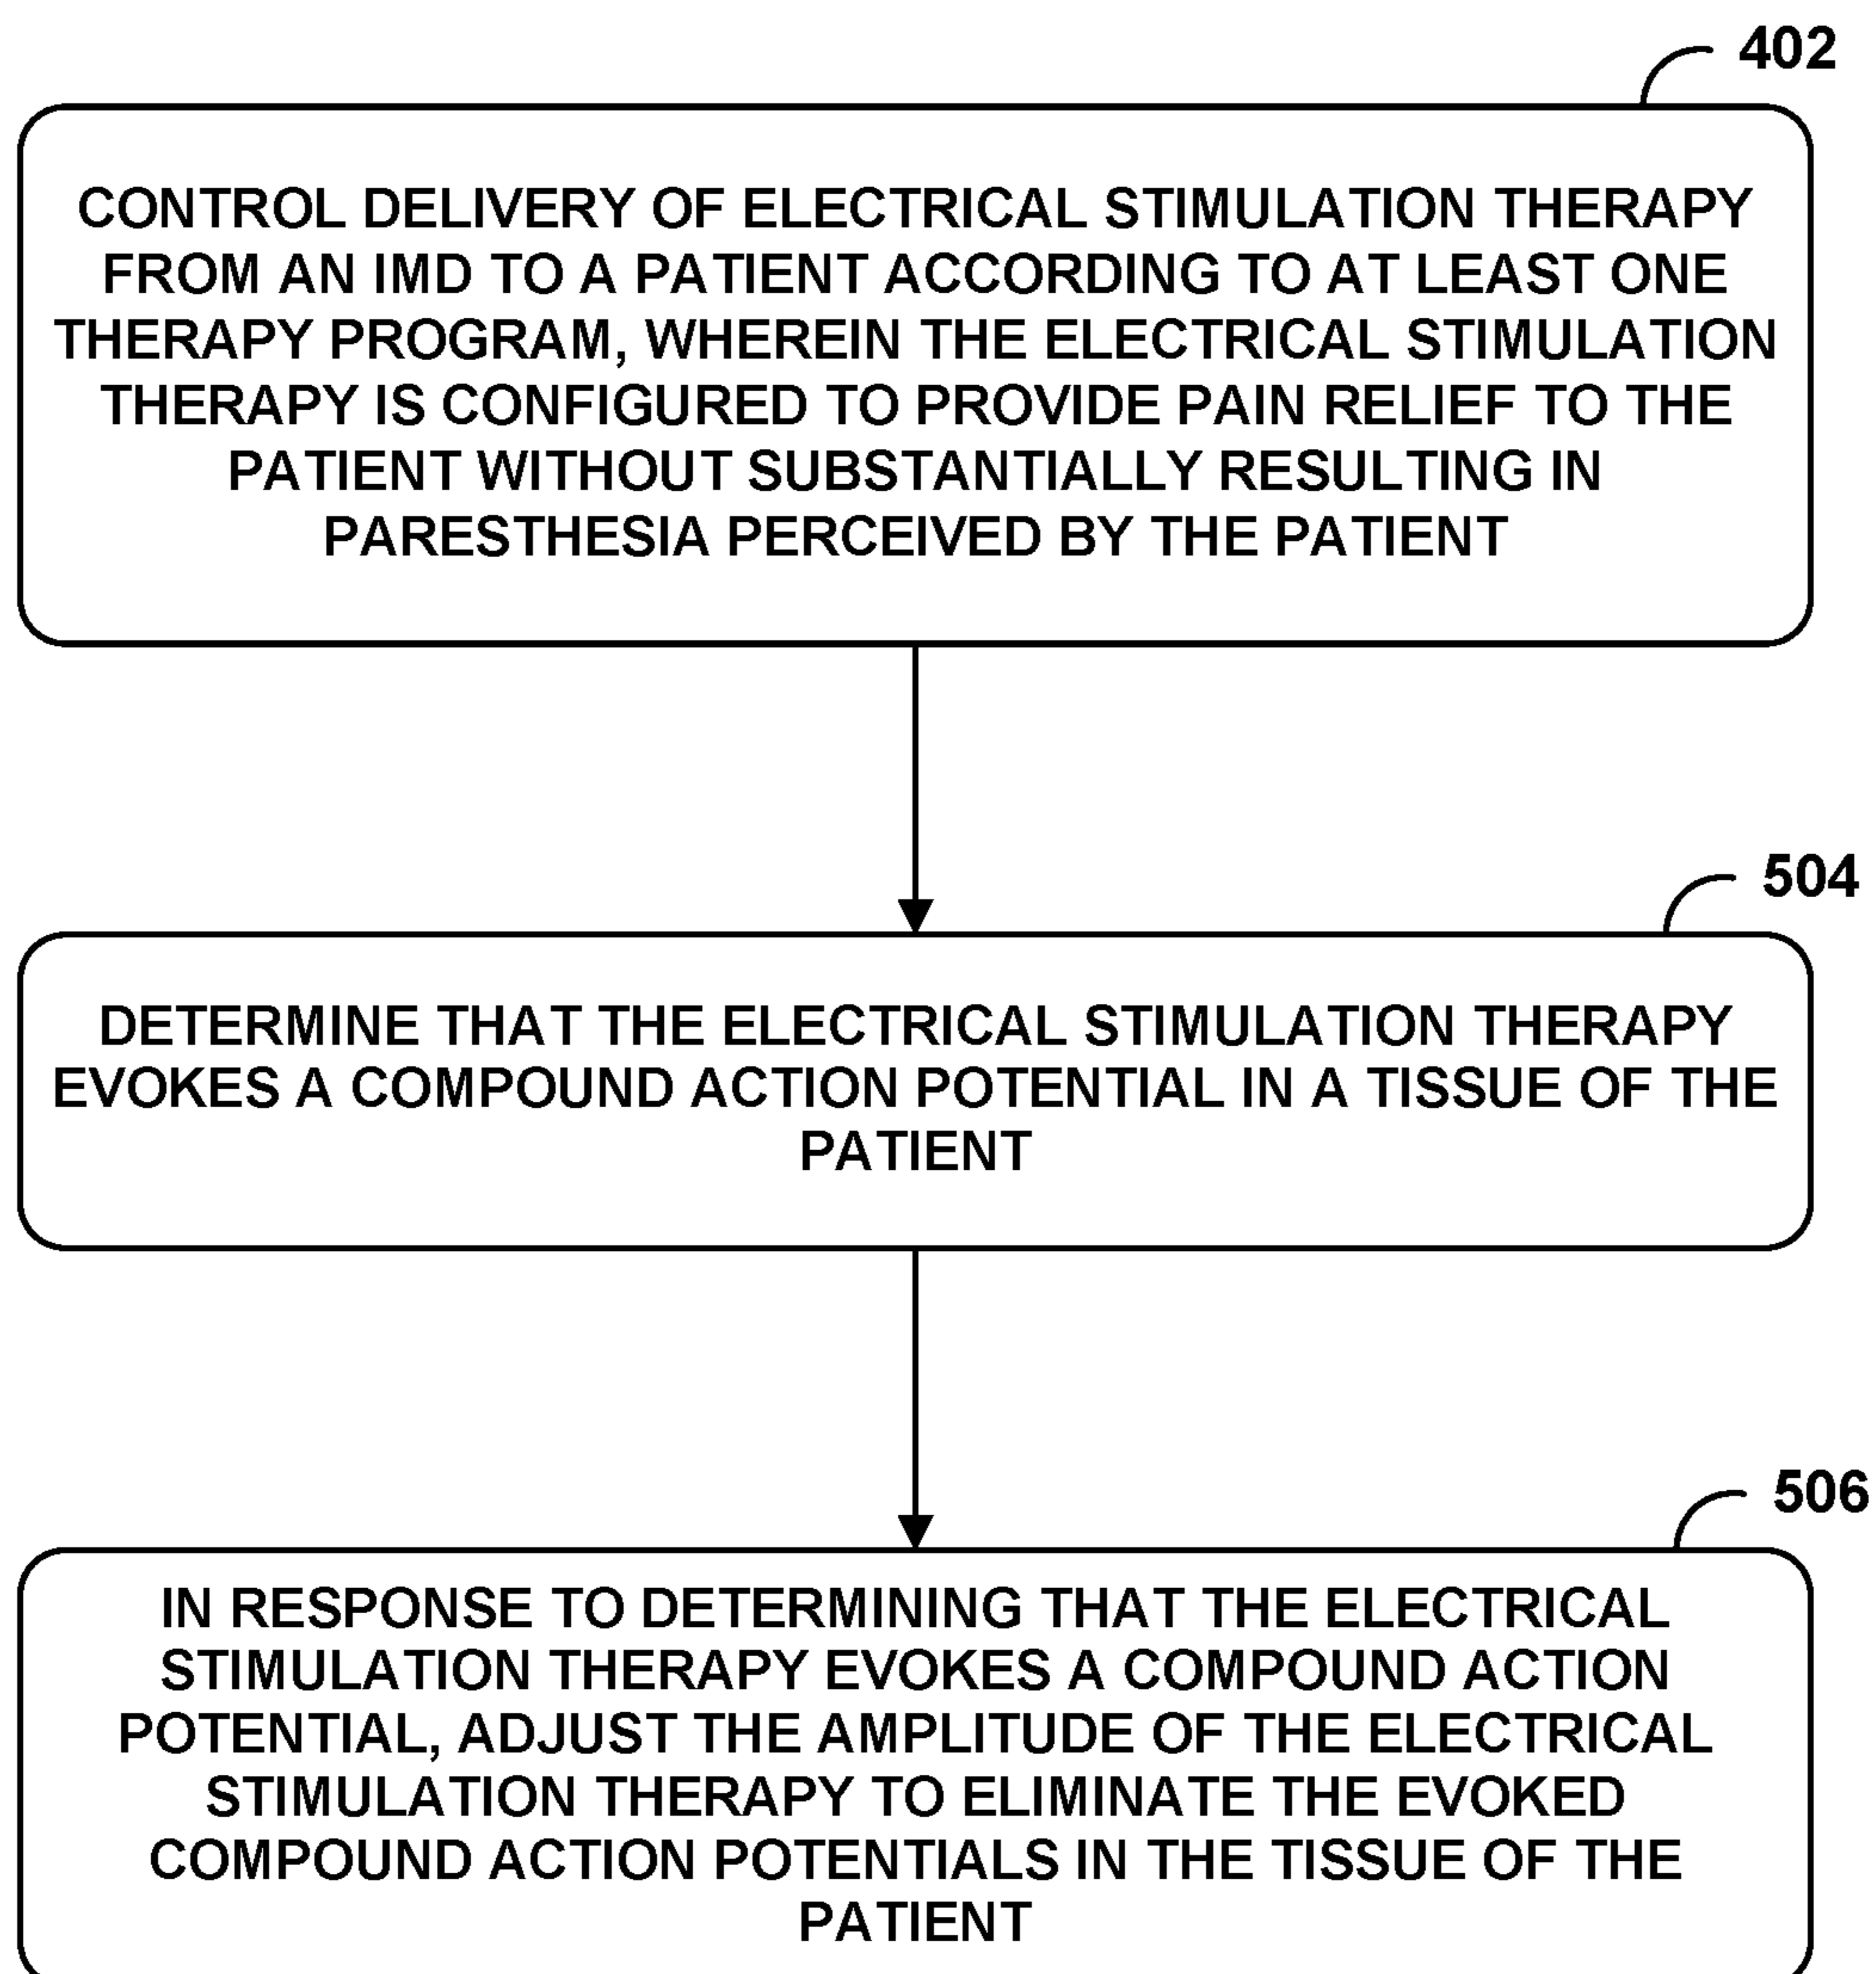 402
CONTROL DELIVERY OF ELECTRICAL STIMULATION THERAPY
FROM AN IMD TO A PATIENT ACCORDING TO AT LEAST ONE
THERAPY PROGRAM, WHEREIN THE ELECTRICAL STIMULATION
THERAPY IS CONFIGURED TO PROVIDE PAIN RELIEF TO THE
PATIENT WITHOUT SUBSTANTIALLY RESULTING IN
PARESTHESIA PERCEIVED BY THE PATIENT
504
DETERMINE THAT THE ELECTRICAL STIMULATION THERAPY
EVOKES A COMPOUND ACTION POTENTIAL IN A TISSUE OF THE
PATIENT
506
IN RESPONSE TO DETERMINING THAT THE ELECTRICAL
STIMULATION THERAPY EVOKES A COMPOUND ACTION
POTENTIAL, ADJUST THE AMPLITUDE OF THE ELECTRICAL
STIMULATION THERAPY TO ELIMINATE THE EVOKED
COMPOUND ACTION POTENTIALS IN THE TISSUE OF THE
PATIENT